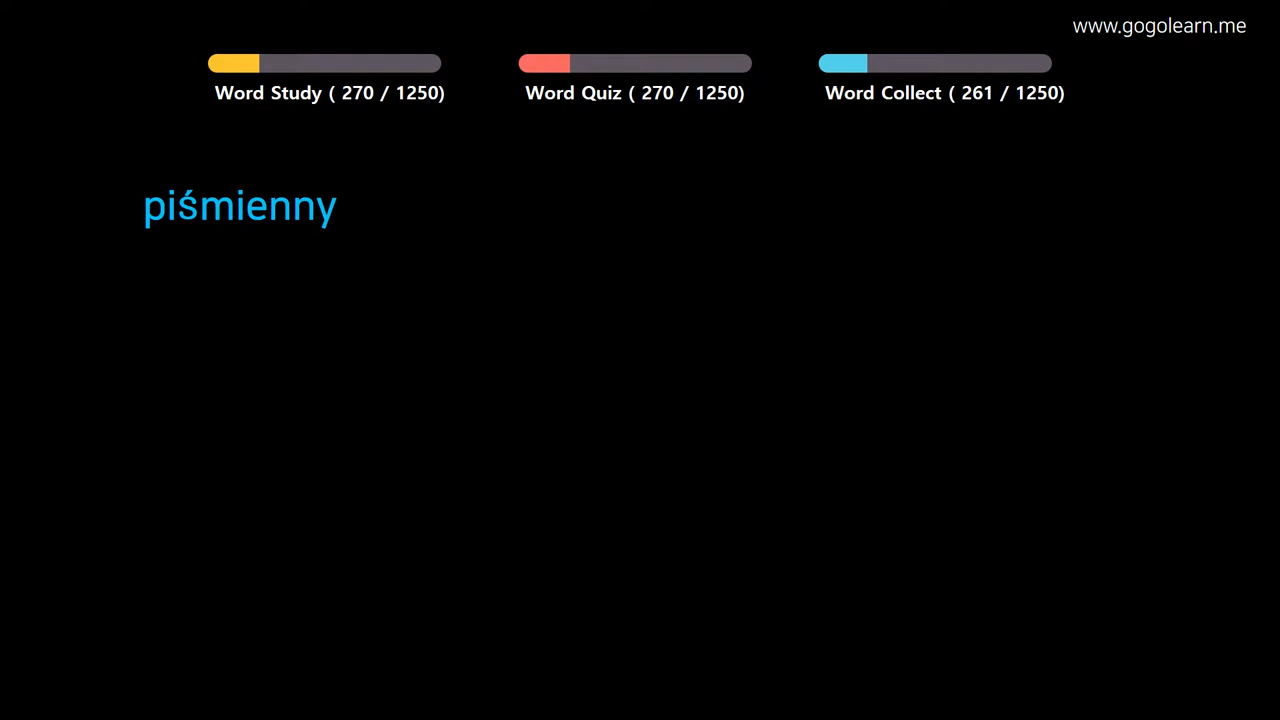 www.gogolearn.me
Word Study ( 270 / 1250)
Word Quiz ( 270 / 1250)
Word Collect ( 261 / 1250)
piśmienny